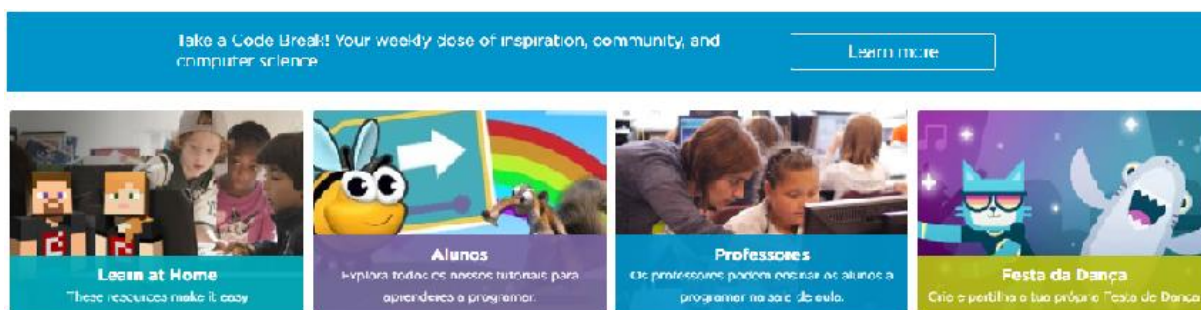 Take a Code Break! Your weekly dose of inspiration, community, and
computer science
Learn more
Learn at Home
These resources make it easy
Alunos
Explora todos os nossos tutoriais para
aprenderes a programar.
Professores
Os professores podem ensinar os alunos a
programar na sala de aula.
Festa da Dança
Crie e partilha a tua própria Festa de Dança